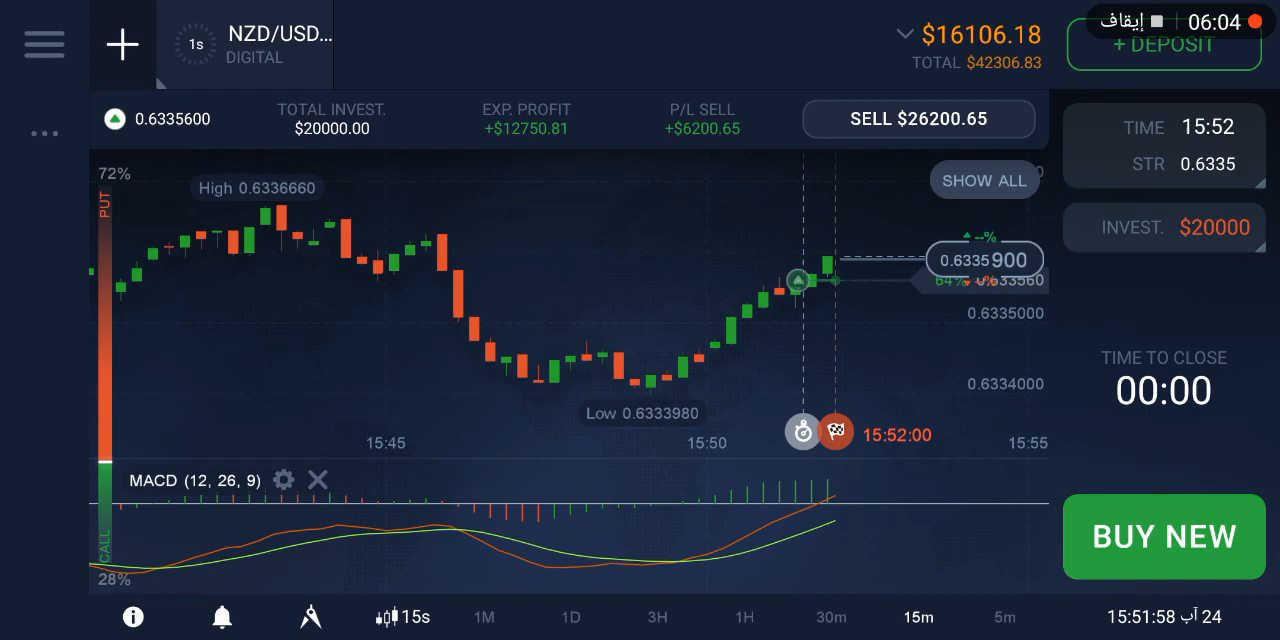 1s
NZD/USD...
DIGITAL
$16106.18
TOTAL $42306.83
إيقاف
06:04
+ DEPOSIT
0.6335600
TOTAL INVEST.
$20000.00
EXP. PROFIT
+$12750.81
P/L SELL
+$6200.65
SELL $26200.65
TIME 15:52
STR 0.6335
INVEST. $20000
72%
PUT
High 0.6336660
SHOW ALL
--%
0.6335900
64%
0.6335000
0.6334000
Low 0.6333980
15:45
15:50
15:52:00
15:55
TIME TO CLOSE
00:00
MACD (12, 26, 9)
CALL
28%
BUY NEW
15s
1M
1D
3H
1H
30m
15m
5m
24 آب 15:51:58